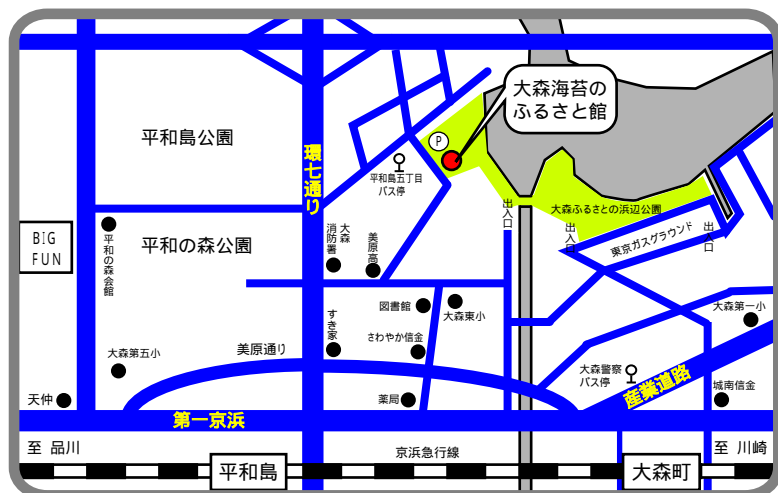 大森海苔の
ふるさと館
平和島公園
P
環七通り
平和島五丁目
バス停
出入口
大森ふるさとの浜辺公園
出入口
東京ガスグラウンド
出入口
BIG
FUN
平和の森会館
平和の森公園
大森
消防署
美原高
図書館
大森東小
大森第一小
すき家
さわやか信金
美原通り
大森第五小
大森警察
バス停
産業道路
天仲
薬局
城南信金
第一京浜
至 品川
京浜急行線
至 川崎
平和島
大森町